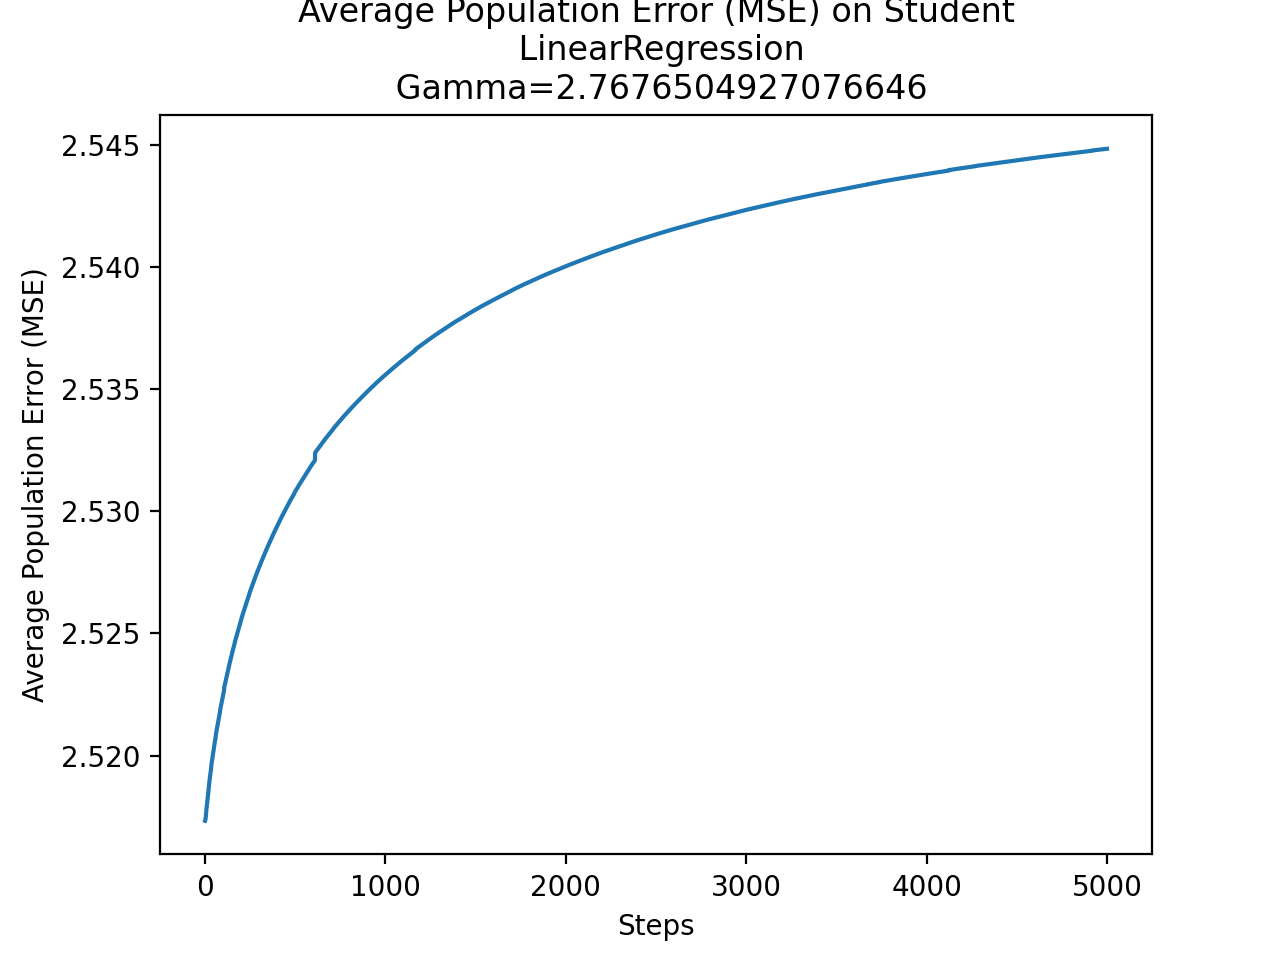 Average Population Error (MSE) on Student
LinearRegression
Gamma=2.7676504927076646
2.545
2.540
2.535
2.530
2.525
2.520
Average Population Error (MSE)
0 1000 2000 3000 4000 5000
Steps